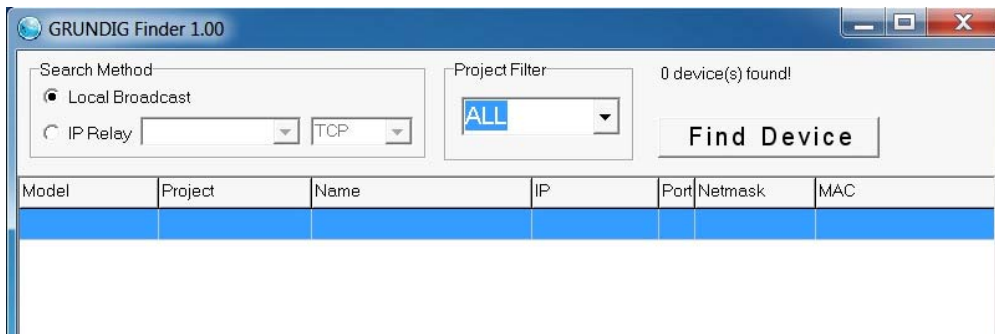 GRUNDIG Finder 1.00
Search Method
Local Broadcast
IP Relay TCP
Project Filter
ALL
0 device(s) found!
Find Device
Model Project Name IP Port Netmask MAC